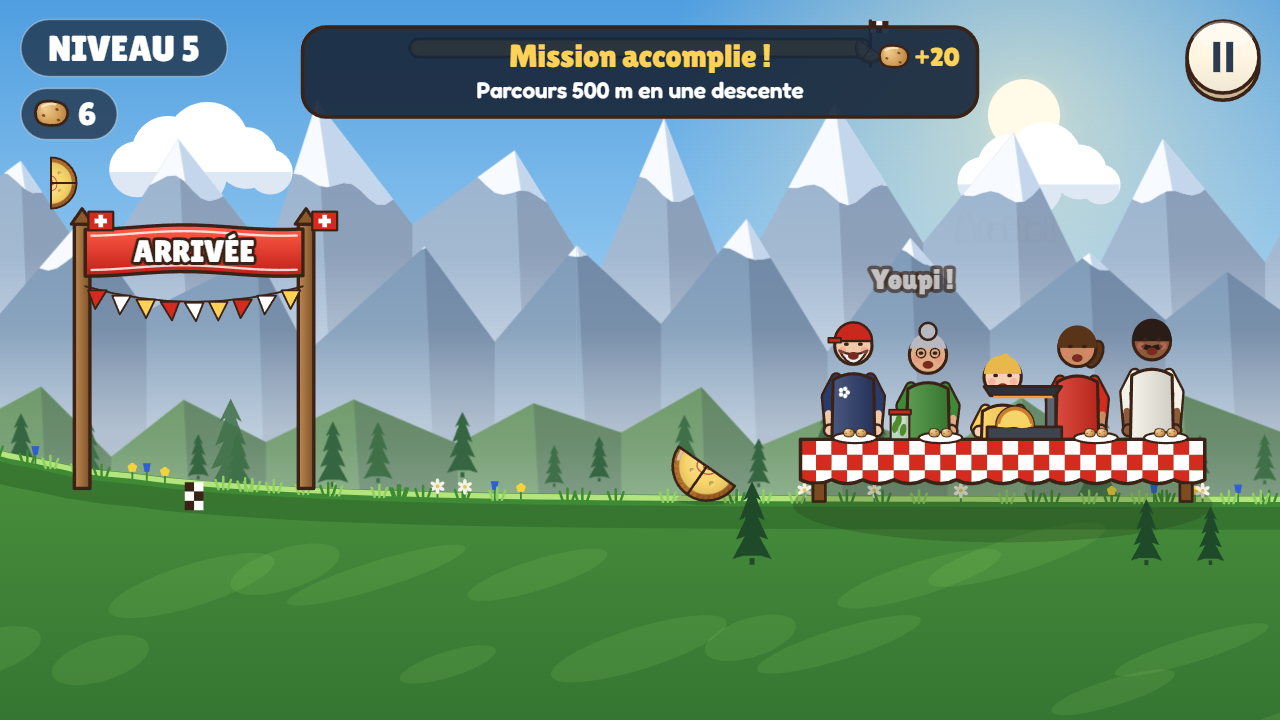 NIVEAU 5
6
Mission accomplie !
+20
Parcours 500 m en une descente
ARRIVÉE
Youpi !